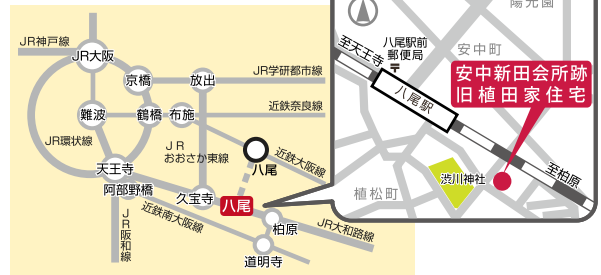 JR神戸線
JR大阪
京橋
放出
JR学研都市線
難波
鶴橋
布施
近鉄奈良線
JR環状線
JR
おおさか東線
近鉄大阪線
八尾
天王寺
阿部野橋
久宝寺
八尾
近鉄南大阪線
JR阪和線
柏原
JR大和路線
道明寺
陽光園
至天王寺
八尾駅前
郵便局
安中町
安中新田会所跡
旧植田家住宅
八尾駅
渋川神社
至柏原
植松町